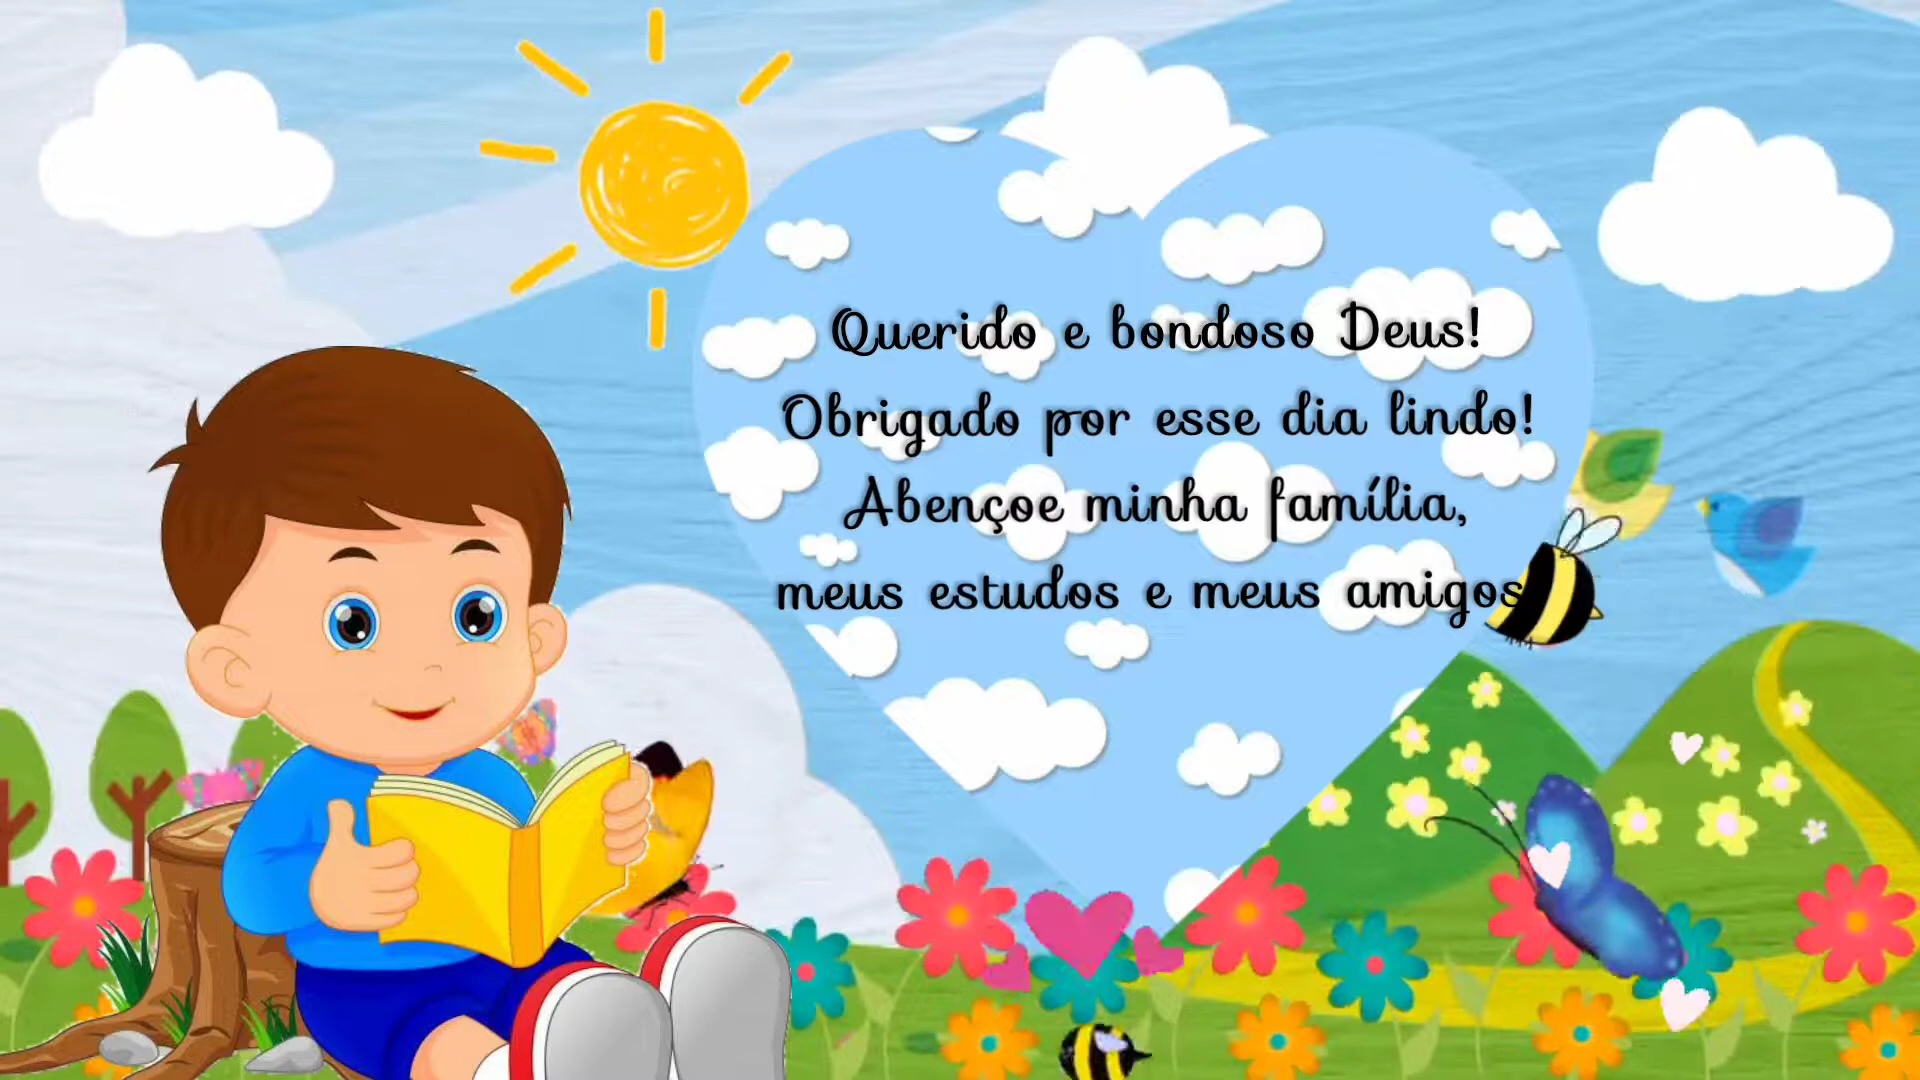 Querido e bondoso Deus!
Obrigado por esse dia lindo!
Abençoe minha família,
meus estudos e meus amigos